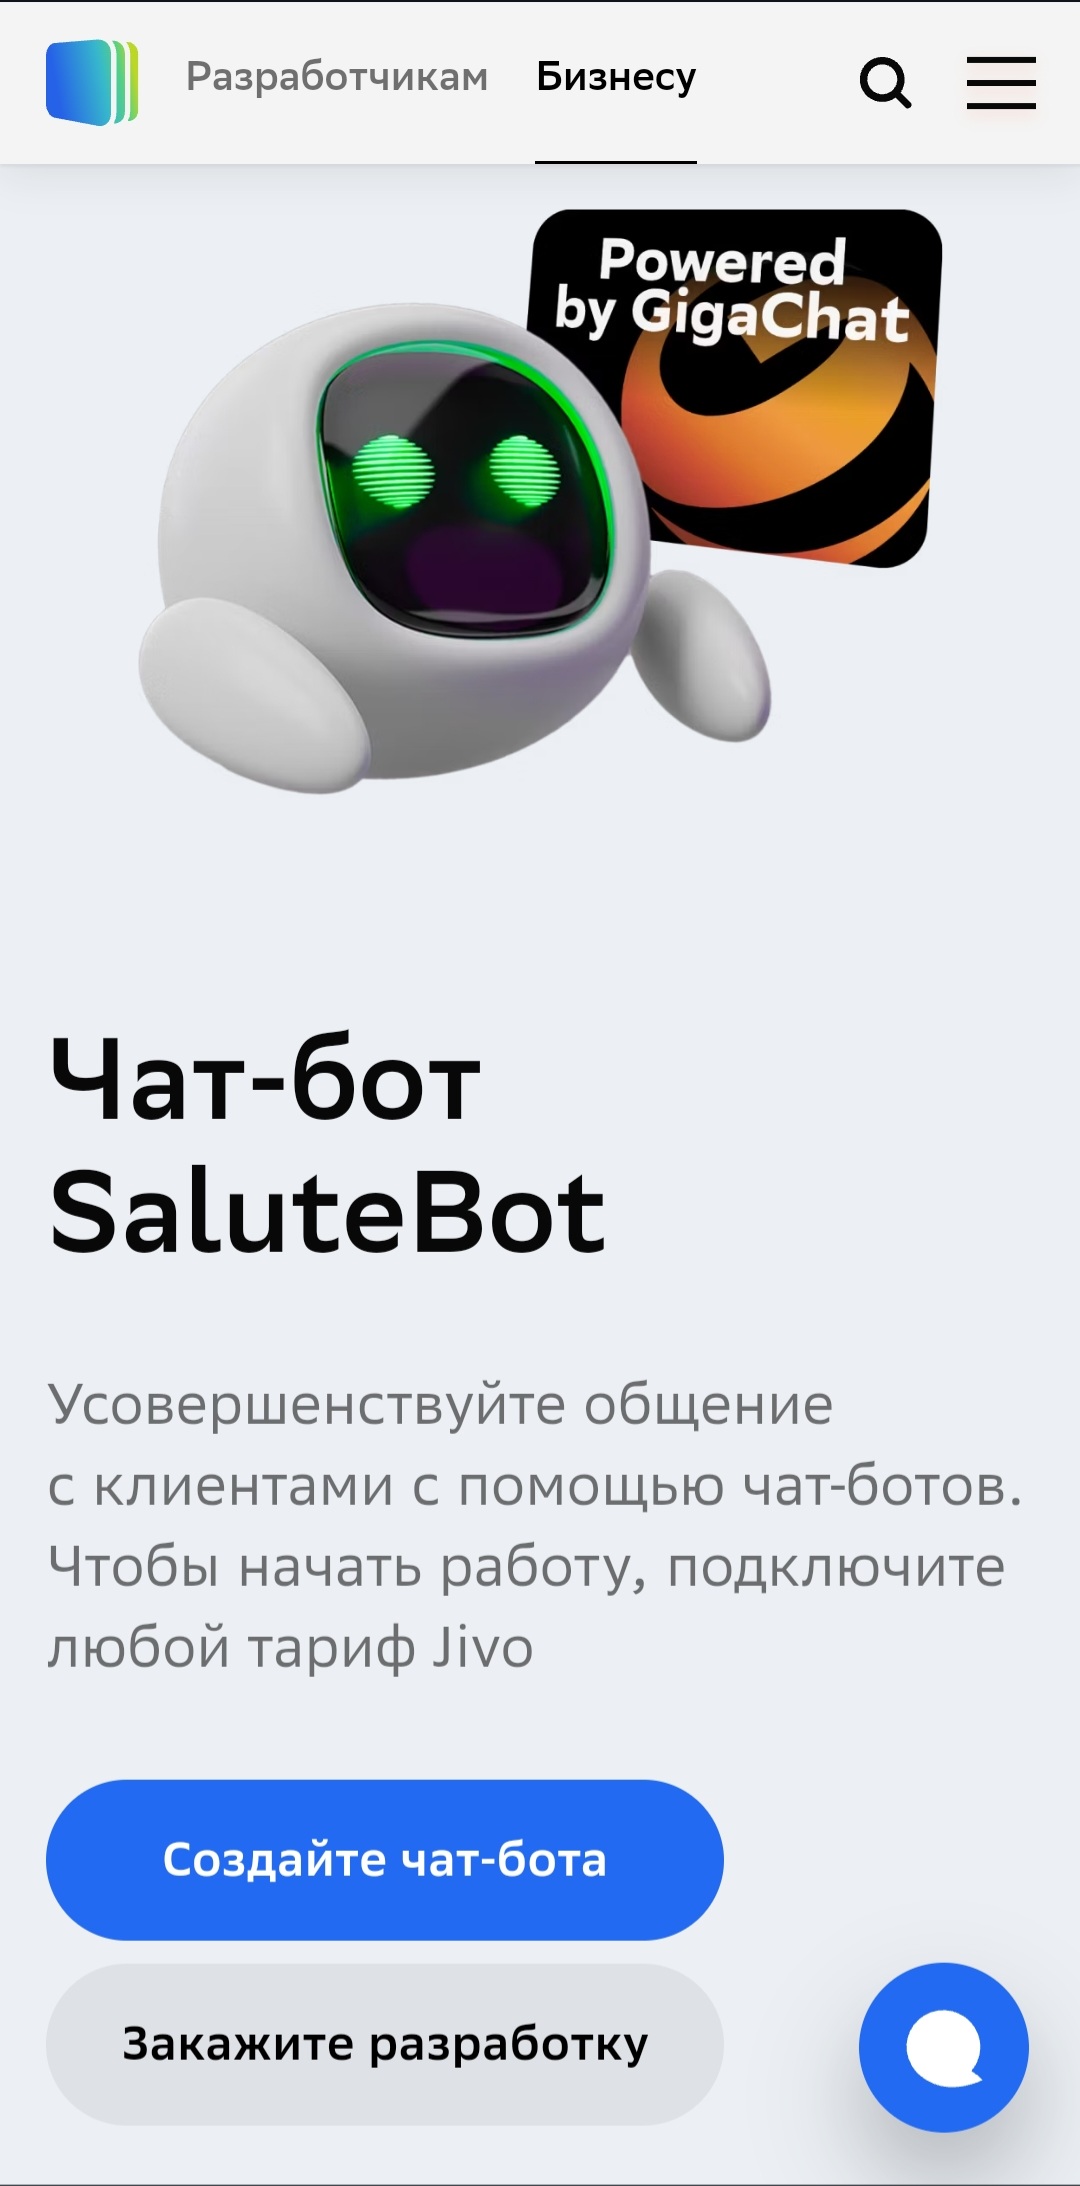 Разработчикам Бизнесу
Powered
by GigaChat
Чат-бот
SaluteBot
Усовершенствуйте общение
с клиентами с помощью чат-ботов.
Чтобы начать работу, подключите
любой тариф Jivo
Создайте чат-бота
Закажите разработку